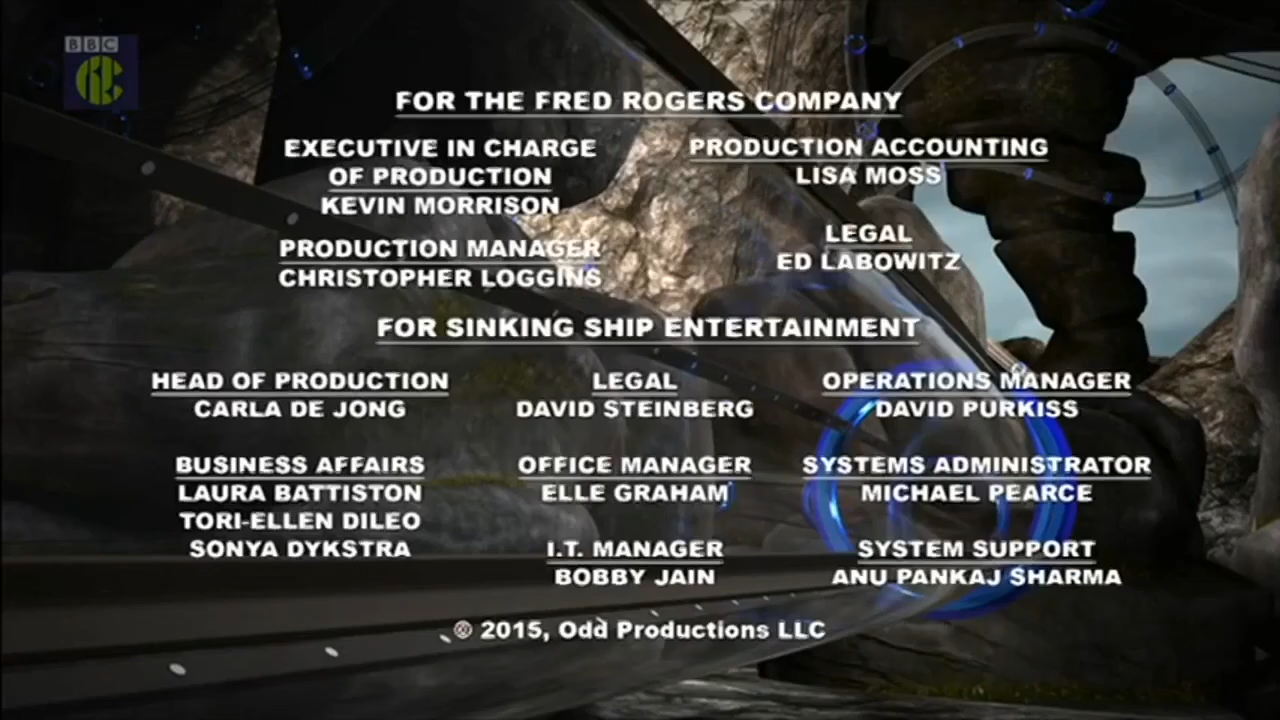 BBC
FOR THE FRED ROGERS COMPANY
EXECUTIVE IN CHARGE
OF PRODUCTION
KEVIN MORRISON
PRODUCTION MANAGER
CHRISTOPHER LOGGINS
PRODUCTION ACCOUNTING
LISA MOSS
LEGAL
ED LABOWITZ
FOR SINKING SHIP ENTERTAINMENT
HEAD OF PRODUCTION
CARLA DE JONG
BUSINESS AFFAIRS
LAURA BATTISTON
TORI-ELLEN DILEO
SONYA DYKSTRA
LEGAL
DAVID STEINBERG
OFFICE MANAGER
ELLE GRAHAM
I.T. MANAGER
BOBBY JAIN
OPERATIONS MANAGER
DAVID PURKISS
SYSTEMS ADMINISTRATOR
MICHAEL PEARCE
SYSTEM SUPPORT
ANU PANKAJ SHARMA
© 2015, Odd Productions LLC